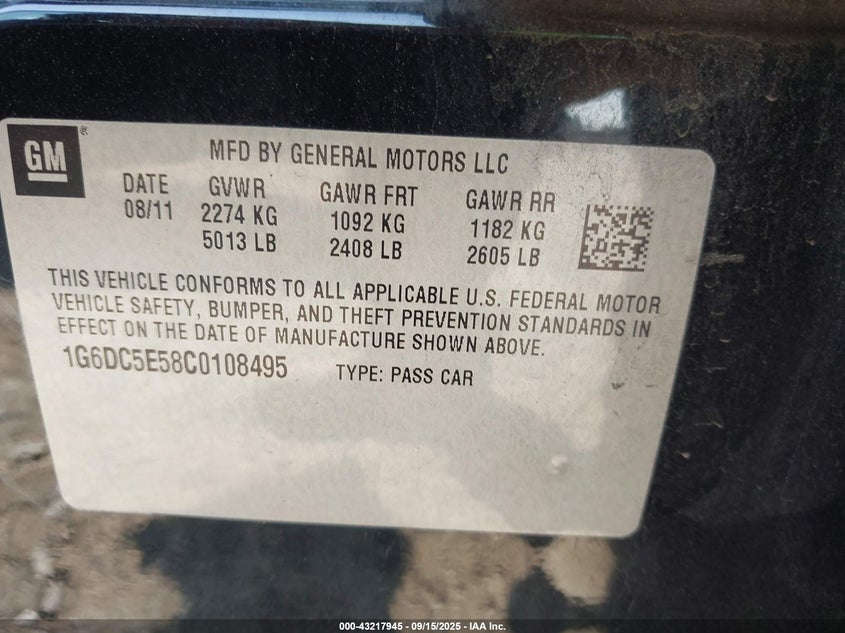 GM
®
MFD BY GENERAL MOTORS LLC
DATE GVWR GAWR FRT GAWR RR
08/11 2274 KG 1092 KG 1182 KG
5013 LB 2408 LB 2605 LB
THIS VEHICLE CONFORMS TO ALL APPLICABLE U.S. FEDERAL MOTOR
VEHICLE SAFETY, BUMPER, AND THEFT PREVENTION STANDARDS IN
EFFECT ON THE DATE OF MANUFACTURE SHOWN ABOVE.
1G6DC5E58C0108495 TYPE: PASS CAR
000-43217945 - 09/15/2025 - IAA Inc.